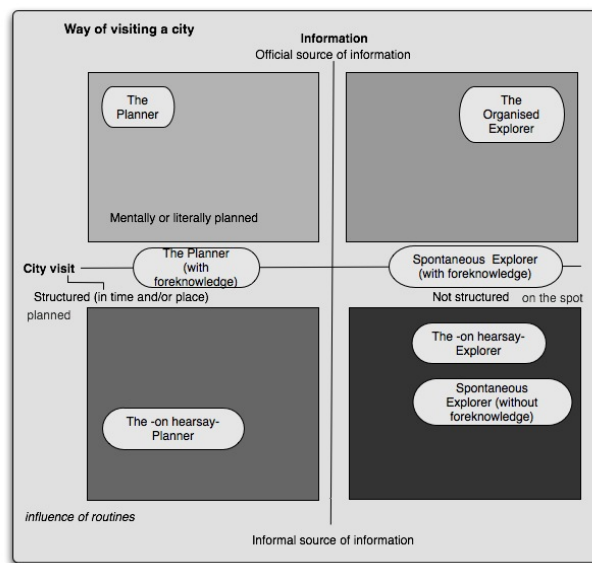 Way of visiting a city
Information
Official source of information
The
Planner
The
Organised
Explorer
Mentally or literally planned
The Planner
(with
foreknowledge)
Spontaneous Explorer
(with foreknowledge)
City visit
Structured (in time and/or place)
planned
Not structured on the spot
The -on hearsay-
Explorer
Spontaneous
Explorer (without
foreknowledge)
The -on hearsay-
Planner
influence of routines
Informal source of information